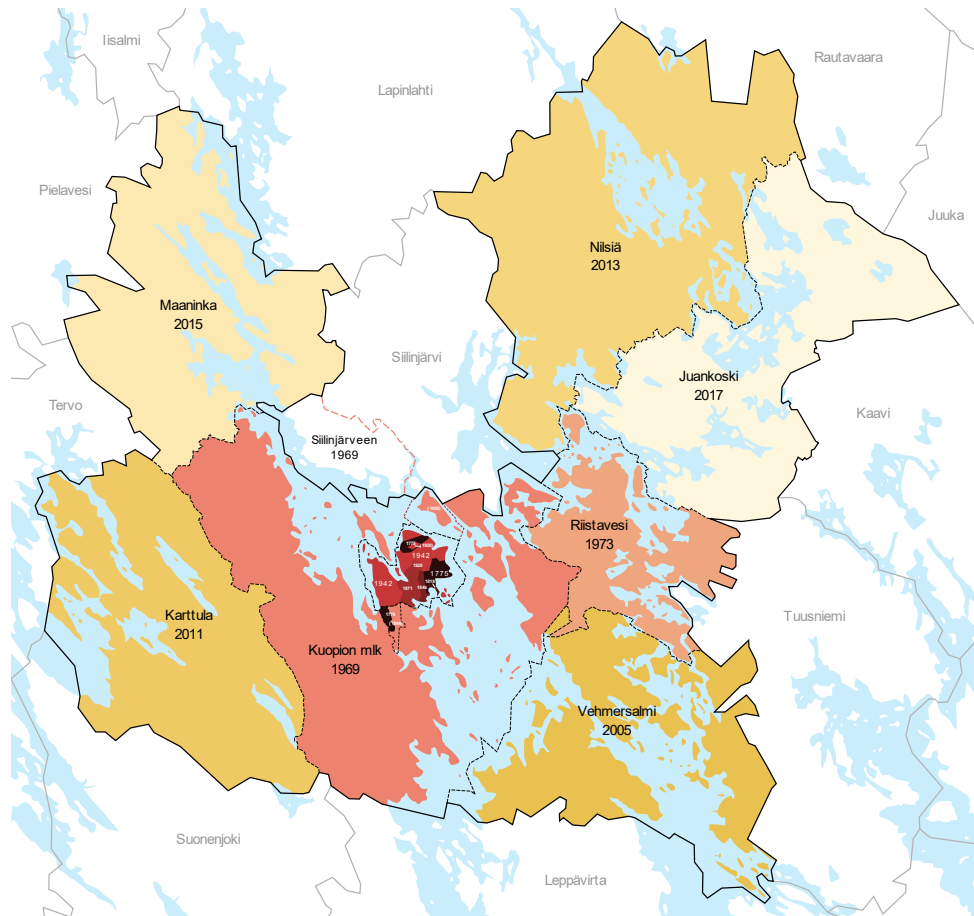 Iisalmi
Rautavaara
Lapinlahti
Pielavesi
Juuka
Nilsiä
2013
Maaninka
2015
Siilinjärvi
Juankoski
2017
Tervo
Kaavi
Siilinjärveen
1969
Riistavesi
1973
1942
1775
1942
Karttula
2011
Tuusniemi
Kuopion mlk
1969
Vehmersalmi
2005
Suonenjoki
Leppävirta